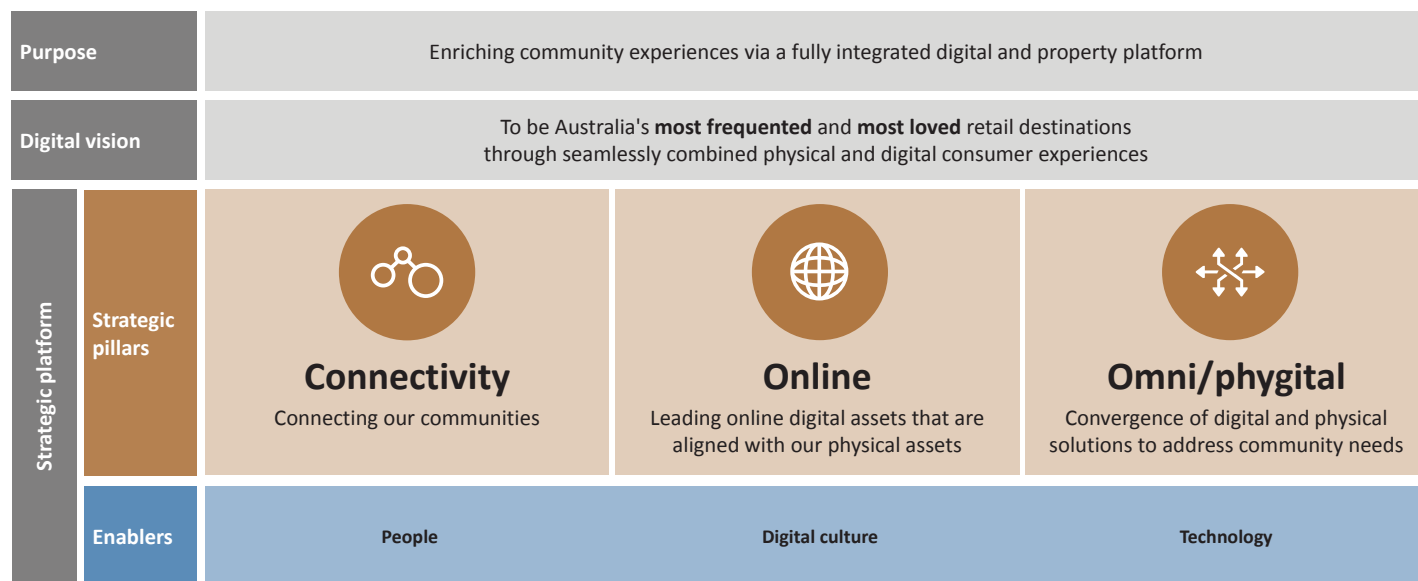 Purpose
Enriching community experiences via a fully integrated digital and property platform
Digital vision
To be Australia's most frequented and most loved retail destinations
through seamlessly combined physical and digital consumer experiences
Strategic platform
Strategic
pillars
Connectivity
Connecting our communities
Online
Leading online digital assets that are
aligned with our physical assets
Omni/phygital
Convergence of digital and physical
solutions to address community needs
Enablers
People
Digital culture
Technology